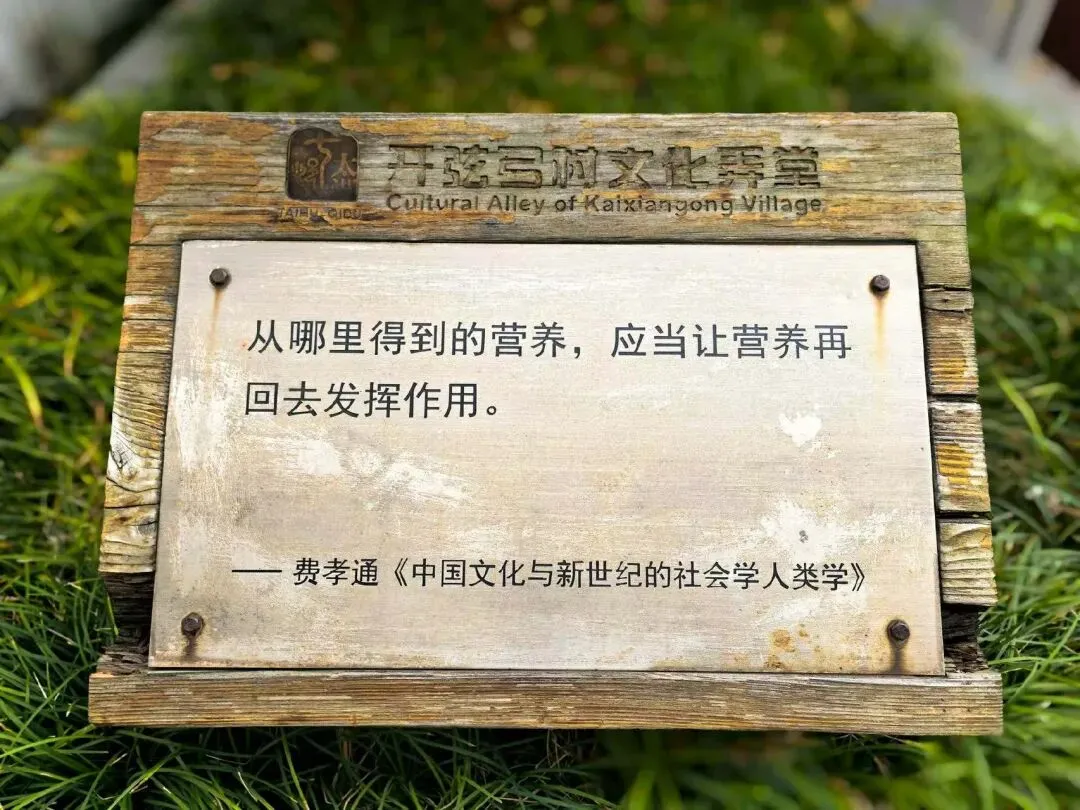 开弦弓村文化弄堂
Cultural Alley of Kaixiangong Village
从哪里得到的营养，应当让营养再
回去发挥作用。
—— 费孝通《中国文化与新世纪的社会学人类学》